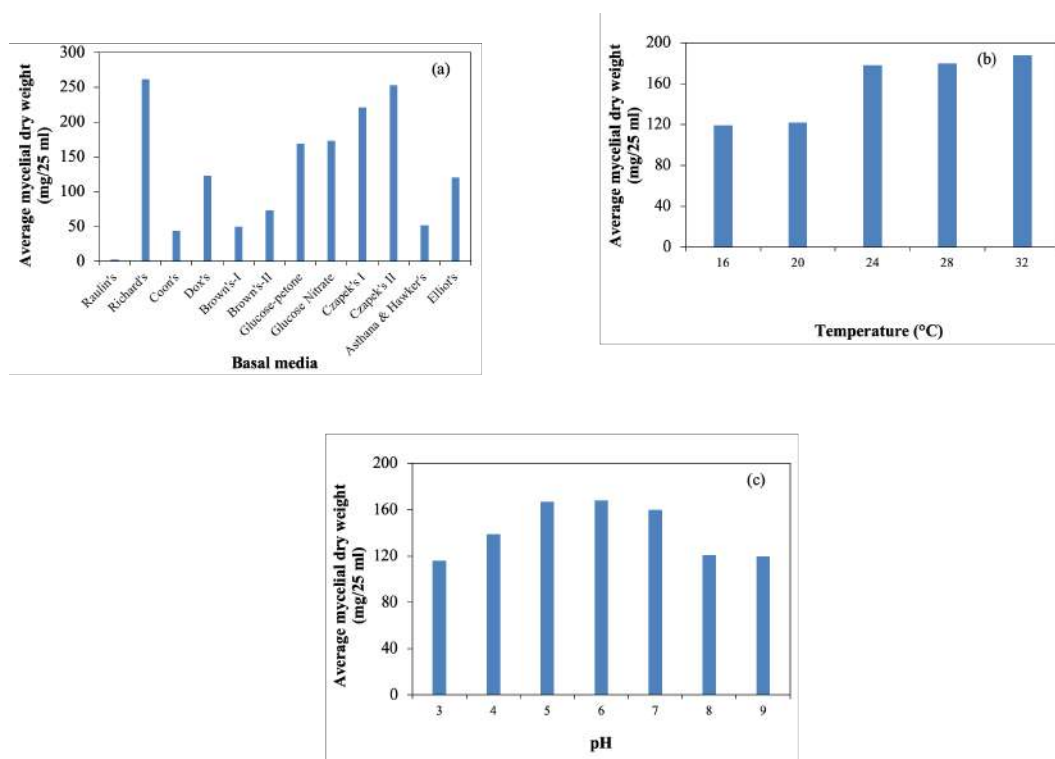 (a)
Average mycelial dry weight
(mg/25 ml)
300
250
200
150
100
50
0
Raulin's
Richard's
Coon's
Dox's
Brown's-I
Brown's-II
Glucose-petone
Glucose Nitrate
Czapek's I
Czapek's II
Asthana & Hawker's
Elliot's
Basal media
(b)
Average mycelial dry weight
(mg/25 ml)
200
160
120
80
40
0
16 20 24 28 32
Temperature (°C)
(c)
Average mycelial dry weight
(mg/25 ml)
200
160
120
80
40
0
3 4 5 6 7 8 9
pH